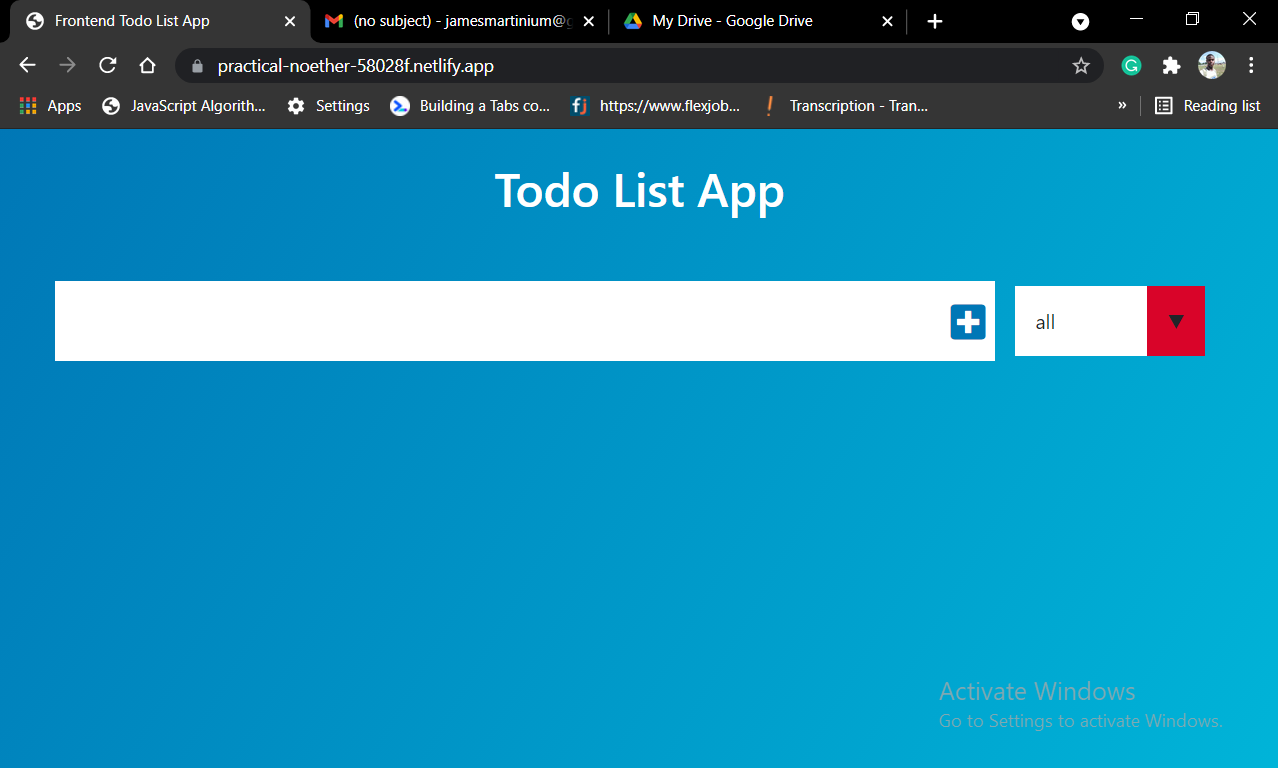 Frontend Todo List App
(no subject) - jamesmartinium@g
My Drive - Google Drive
practical-noether-58028f.netlify.app
Apps
JavaScript Algorith...
Settings
Building a Tabs co...
https://www.flexjob...
Transcription - Tran...
»
Reading list
Todo List App
all
Activate Windows
Go to Settings to activate Windows.